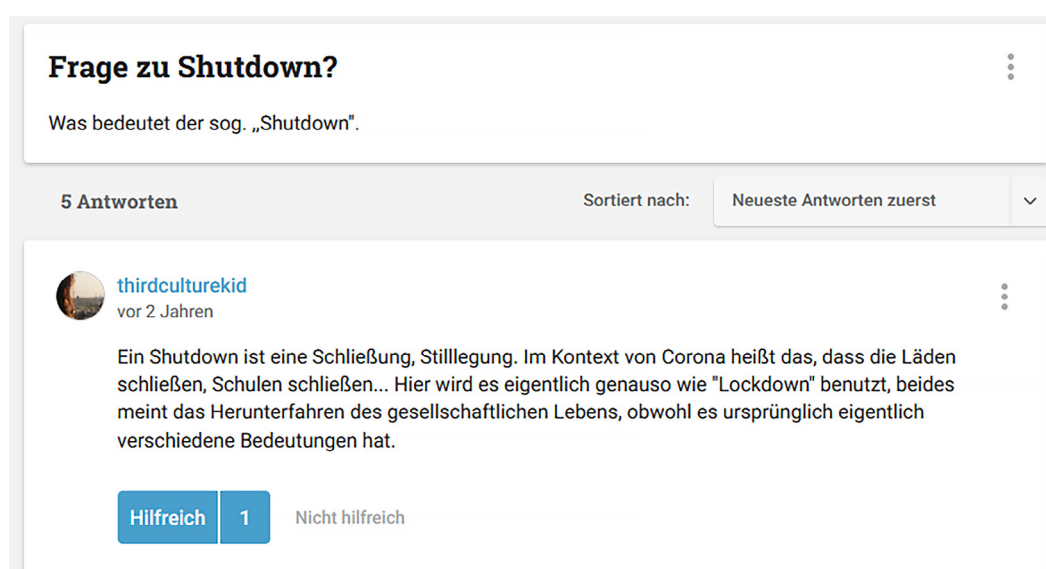 Frage zu Shutdown?
Was bedeutet der sog. „Shutdown".
5 Antworten
Sortiert nach:
Neueste Antworten zuerst
thirdculturekid
vor 2 Jahren
Ein Shutdown ist eine Schließung, Stilllegung. Im Kontext von Corona heißt das, dass die Läden
schließen, Schulen schließen... Hier wird es eigentlich genauso wie "Lockdown" benutzt, beides
meint das Herunterfahren des gesellschaftlichen Lebens, obwohl es ursprünglich eigentlich
verschiedene Bedeutungen hat.
Hilfreich 1 Nicht hilfreich